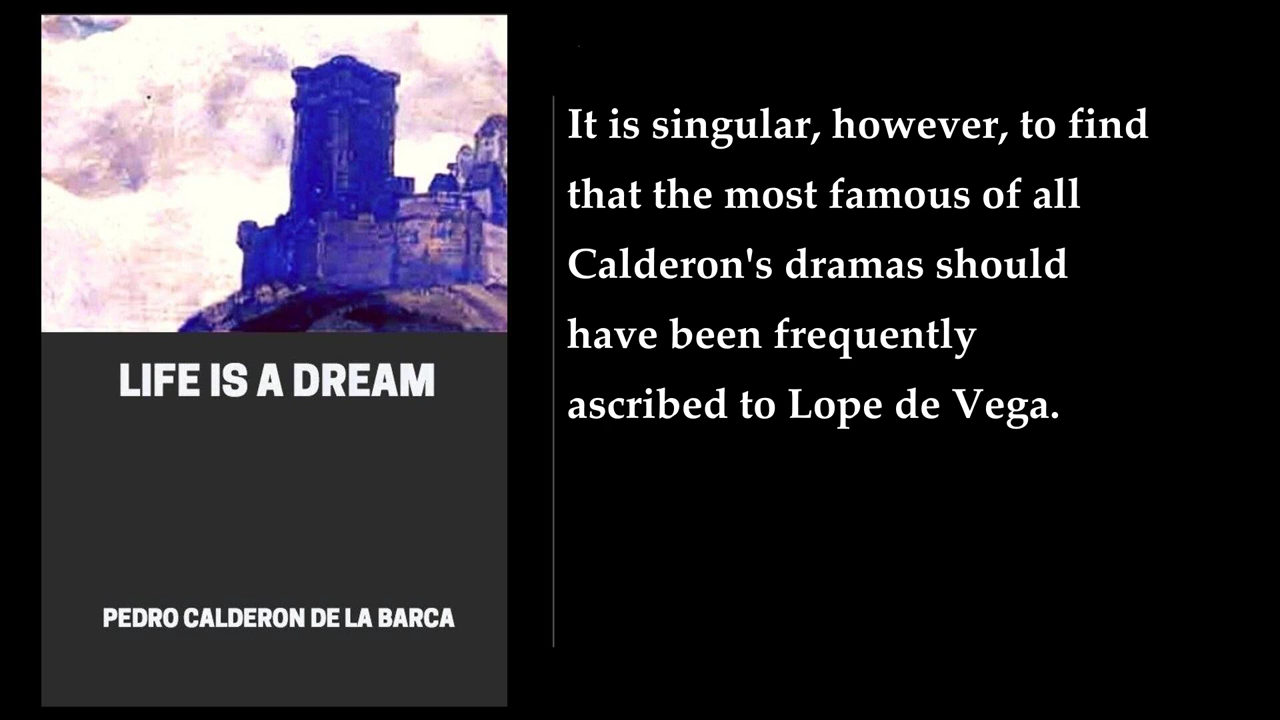 LIFE IS A DREAM
PEDRO CALDERON DE LA BARCA
It is singular, however, to find
that the most famous of all
Calderon's dramas should
have been frequently
ascribed to Lope de Vega.